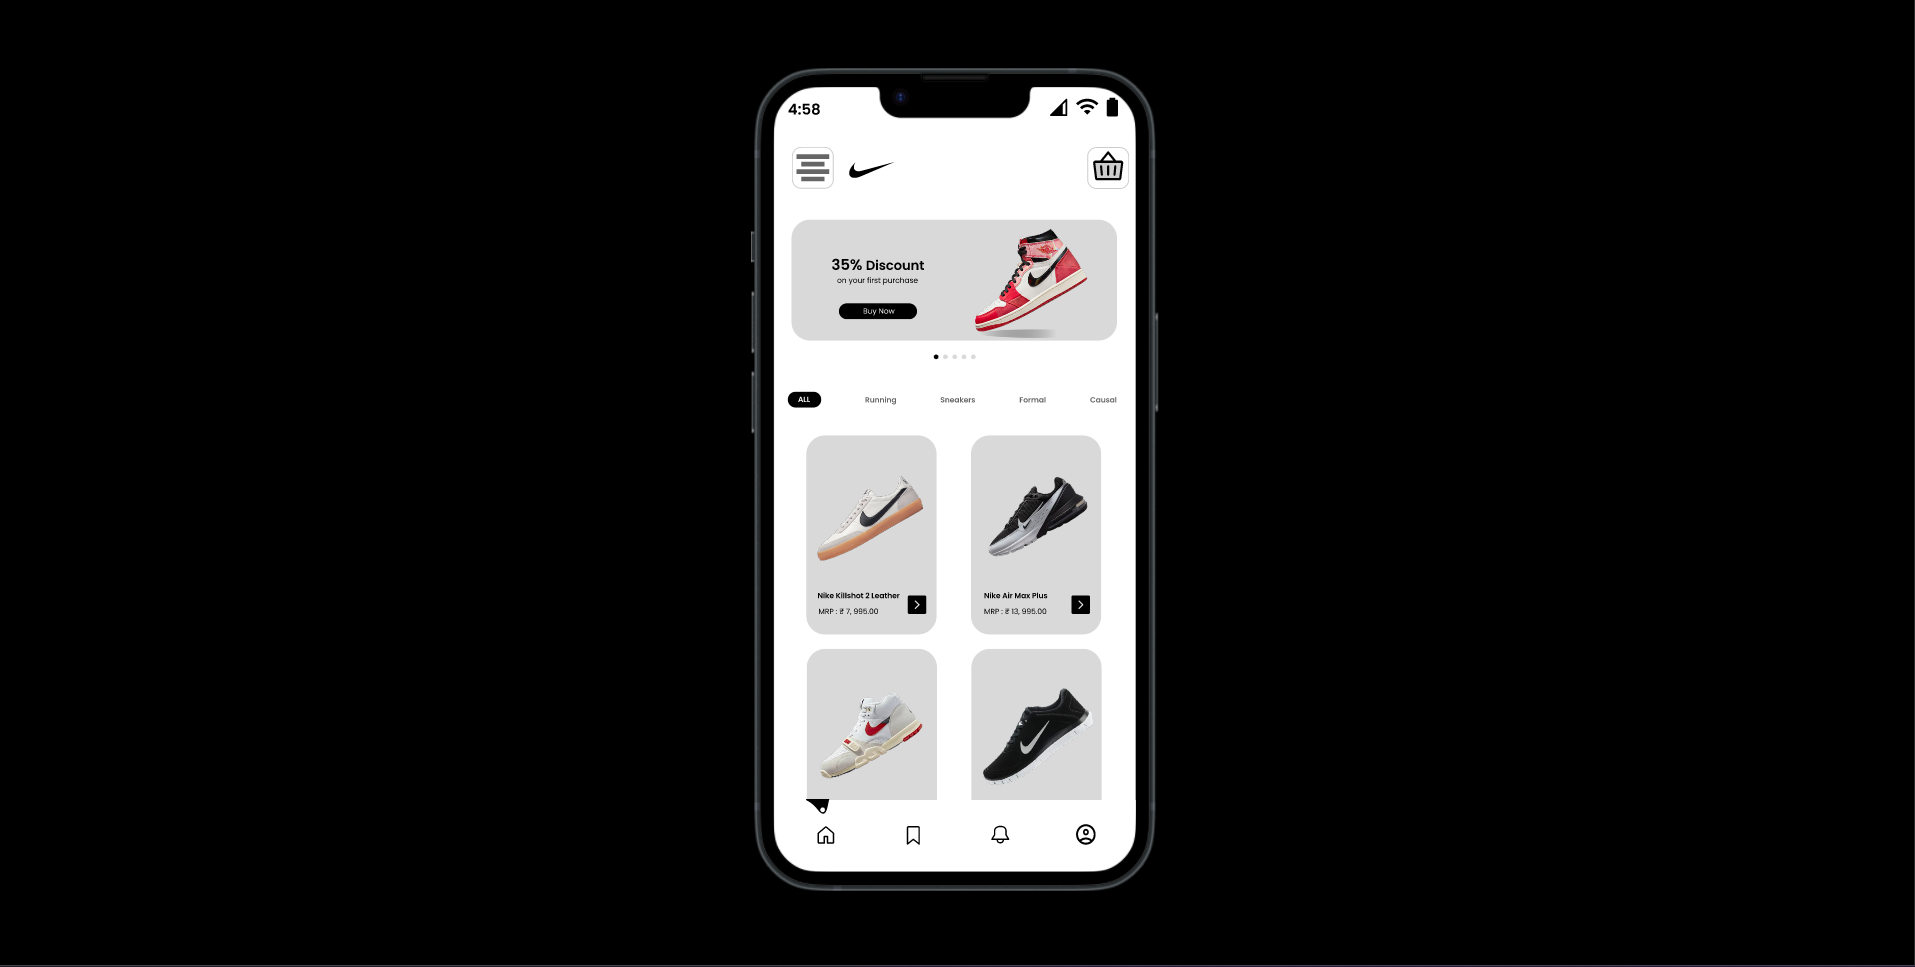 4:58
35% Discount
on your first purchase
Buy Now
ALL Running Sneakers Formal Causal
Nike Killshot 2 Leather
MRP : ₹ 7, 995.00
Nike Air Max Plus
MRP : ₹ 13, 995.00